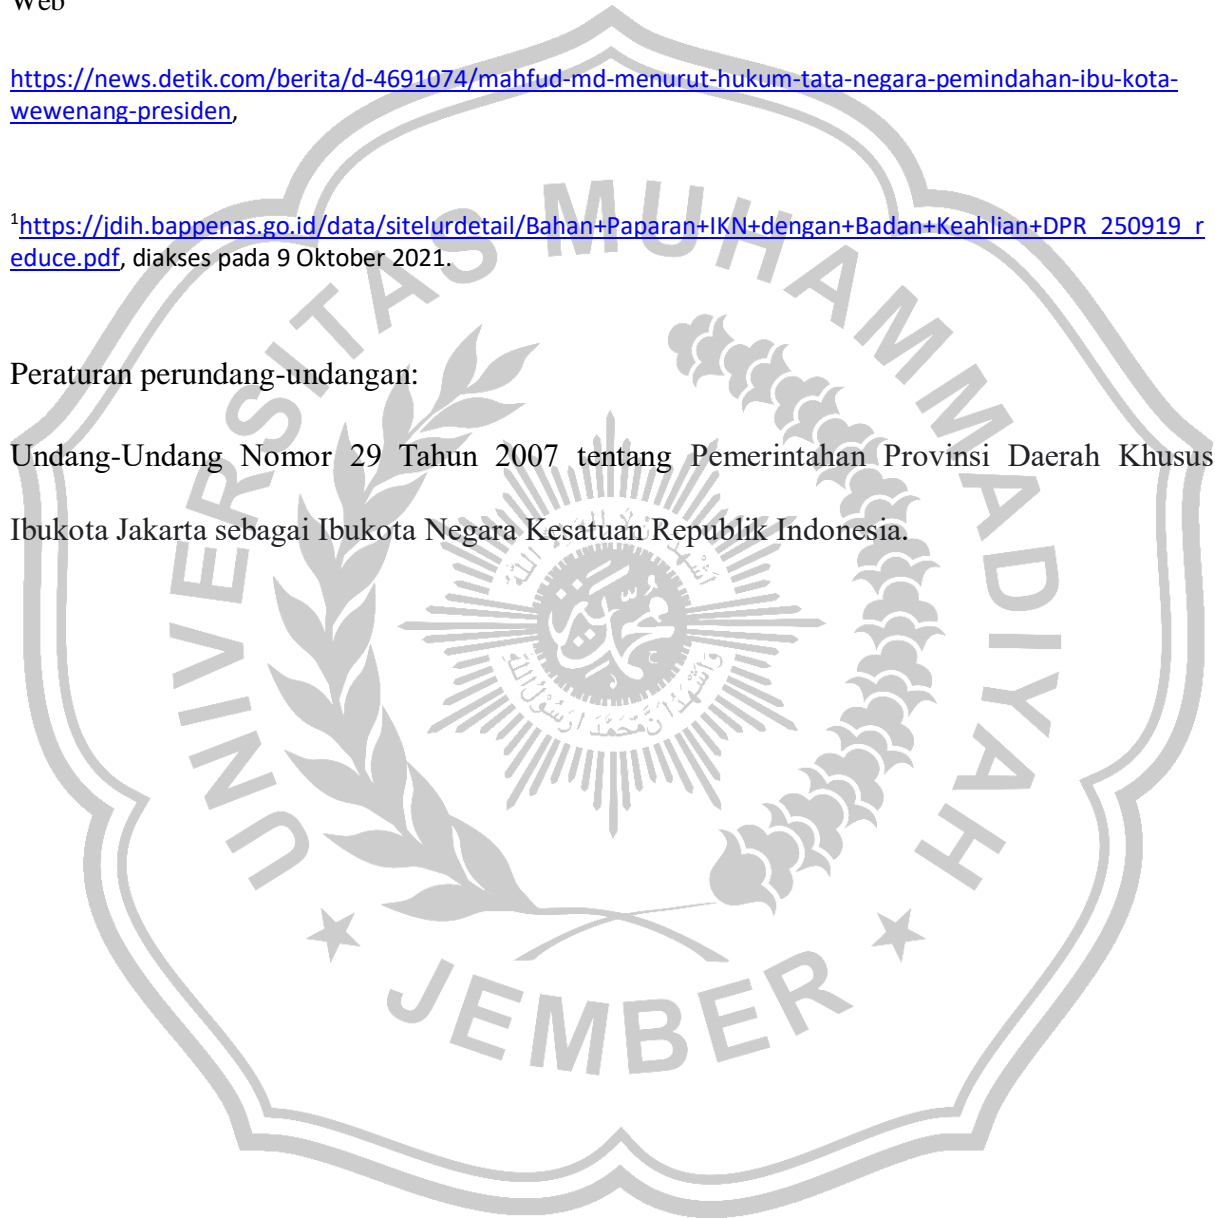 Web
https://news.detik.com/berita/d-4691074/mahfud-md-menurut-hukum-tata-negara-pemindahan-ibu-kota-
wewenang-presiden,
1https://jdih.bappenas.go.id/data/sitelurdetail/Bahan+Paparan+IKN+dengan+Badan+Keahlian+DPR_250919_r
educe.pdf, diakses pada 9 Oktober 2021.
Peraturan perundang-undangan:
Undang-Undang Nomor 29 Tahun 2007 tentang Pemerintahan Provinsi Daerah Khusus
Ibukota Jakarta sebagai Ibukota Negara Kesatuan Republik Indonesia.
UNIVERSITAS MUHAMMADIYAH
JEMBER